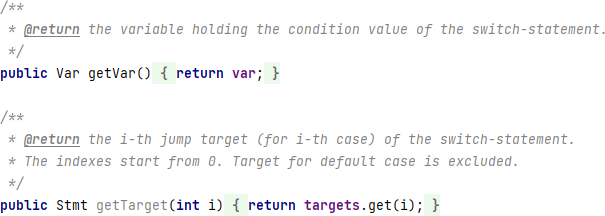 /**
 * @return the variable holding the condition value of the switch-statement.
 */
public Var getVar() { return var; }

/**
 * @return the i-th jump target (for i-th case) of the switch-statement.
 * The indexes start from 0. Target for default case is excluded.
 */
public Stmt getTarget(int i) { return targets.get(i); }